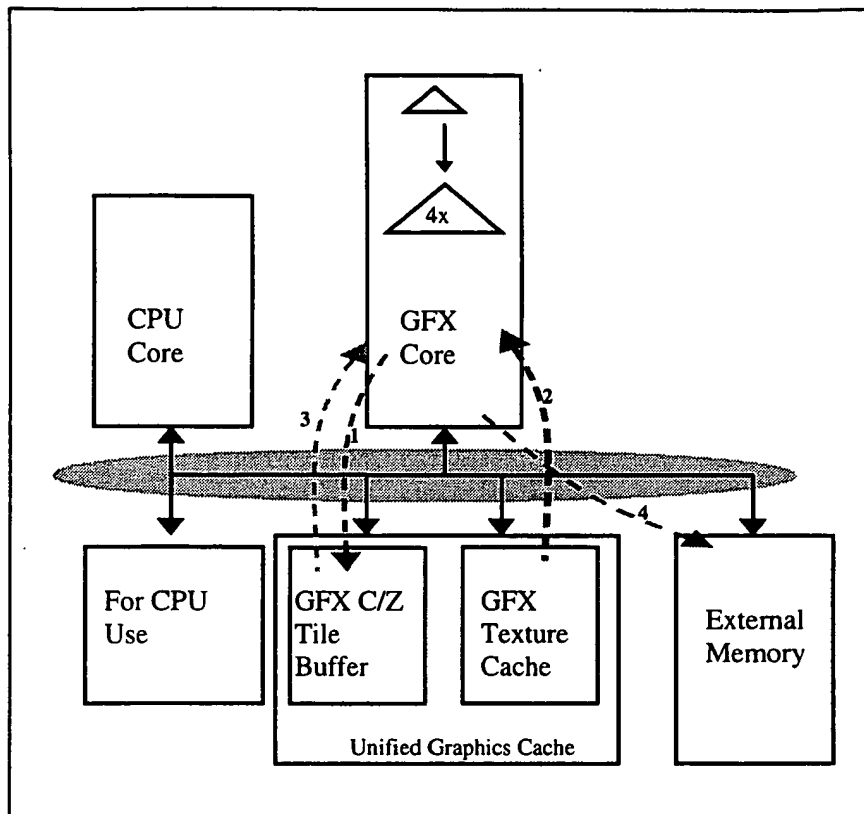 4x
CPU
Core
GFX
Core
3
1
2
4
For CPU
Use
GFX C/Z
Tile
Buffer
GFX
Texture
Cache
External
Memory
Unified Graphics Cache